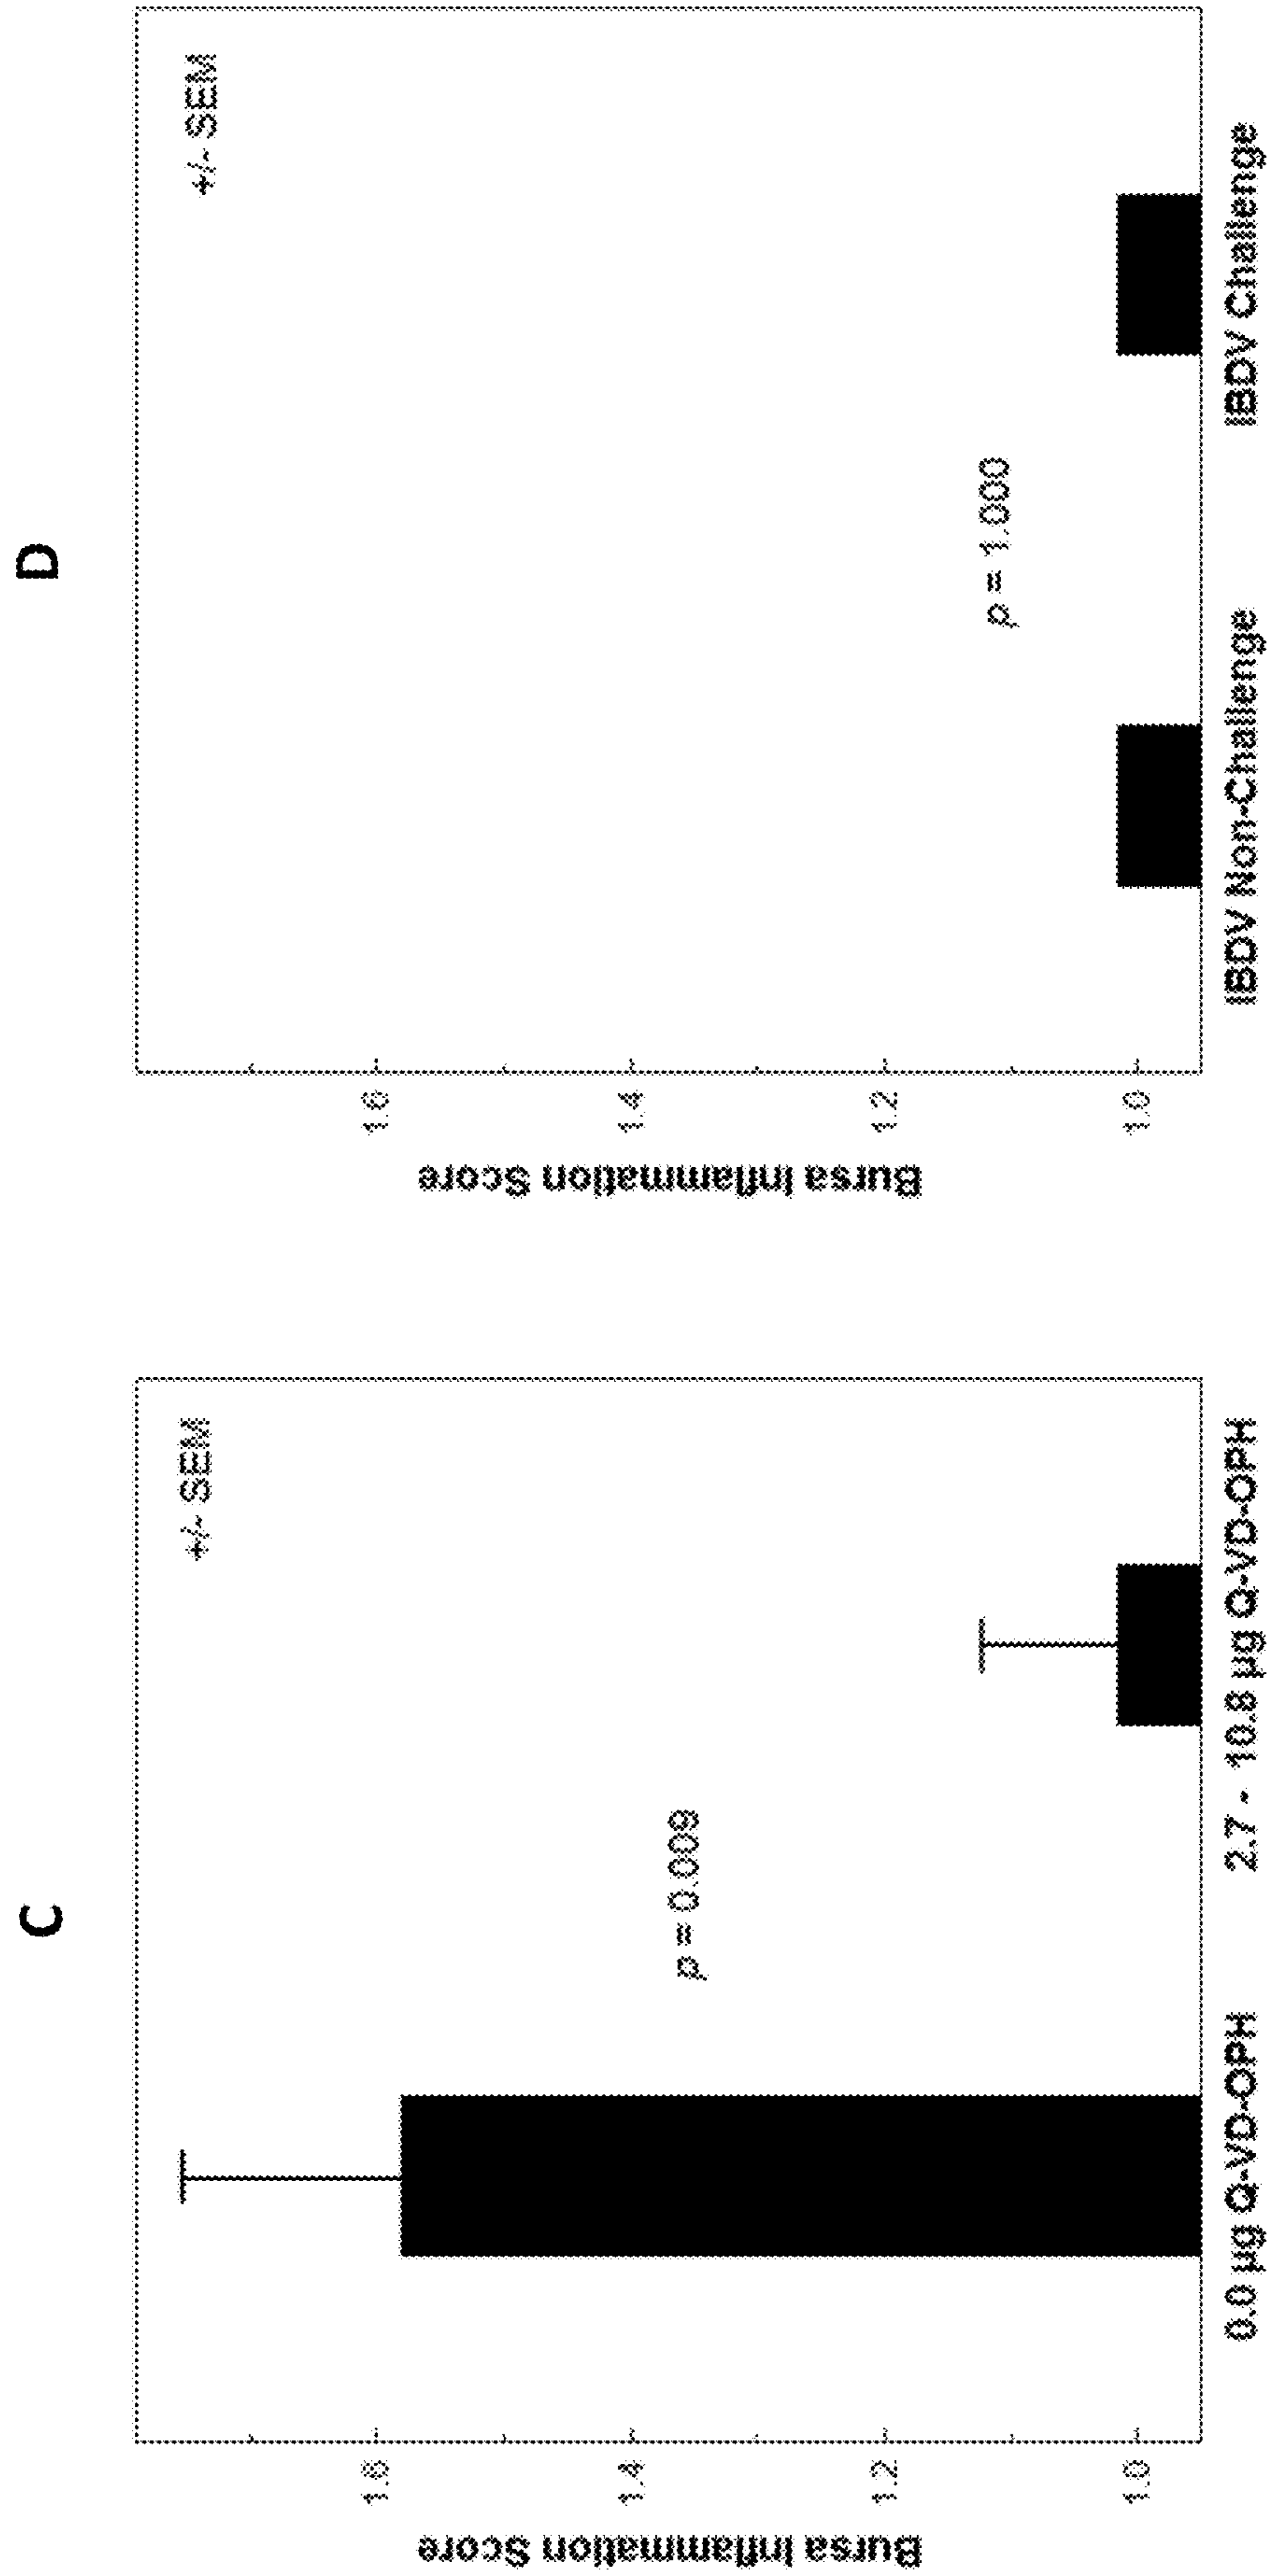 C
+/- SEM
p = 0.009
Bursa Inflammation Score
1.6
1.4
1.2
1.0
0.0 µg Q-VD-OPH
2.7 - 10.8 µg Q-VD-OPH
D
+/- SEM
p = 1.000
Bursa Inflammation Score
1.6
1.4
1.2
1.0
IBDV Non-Challenge
IBDV Challenge